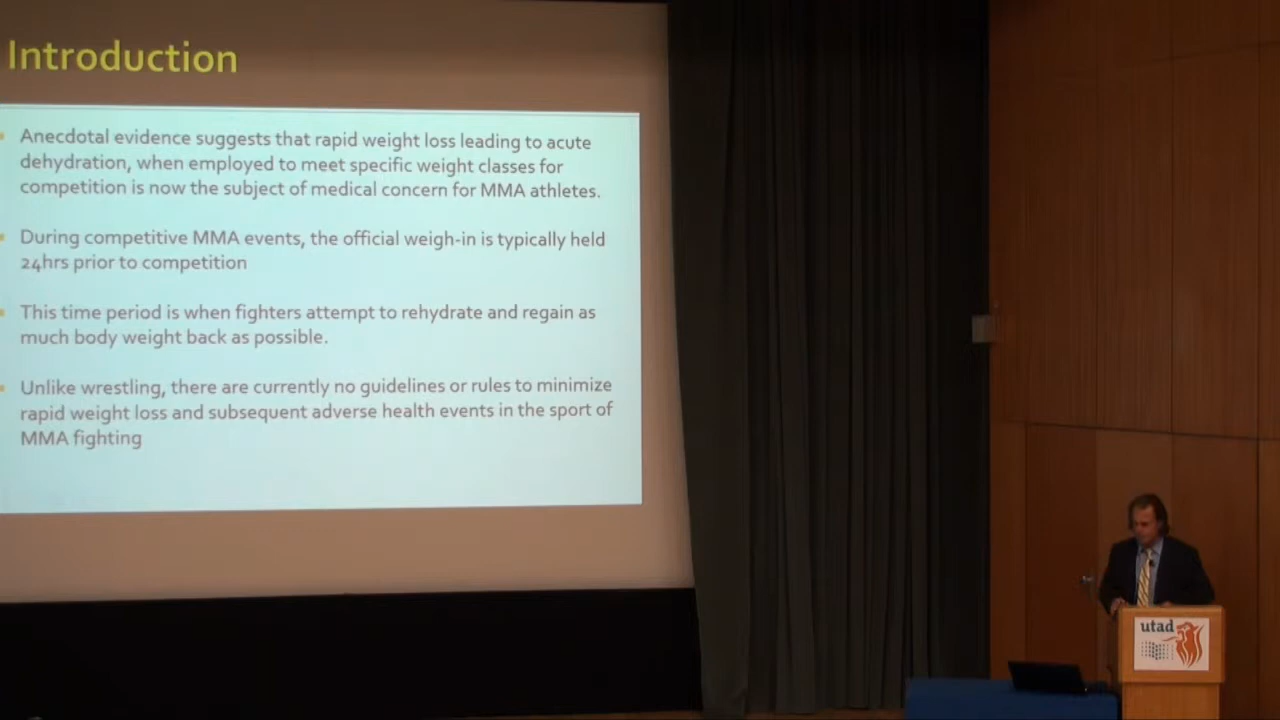 Introduction
Anecdotal evidence suggests that rapid weight loss leading to acute
dehydration, when employed to meet specific weight classes for
competition is now the subject of medical concern for MMA athletes.
During competitive MMA events, the official weigh-in is typically held
24hrs prior to competition
This time period is when fighters attempt to rehydrate and regain as
much body weight back as possible.
Unlike wrestling, there are currently no guidelines or rules to minimize
rapid weight loss and subsequent adverse health events in the sport of
MMA fighting
utad